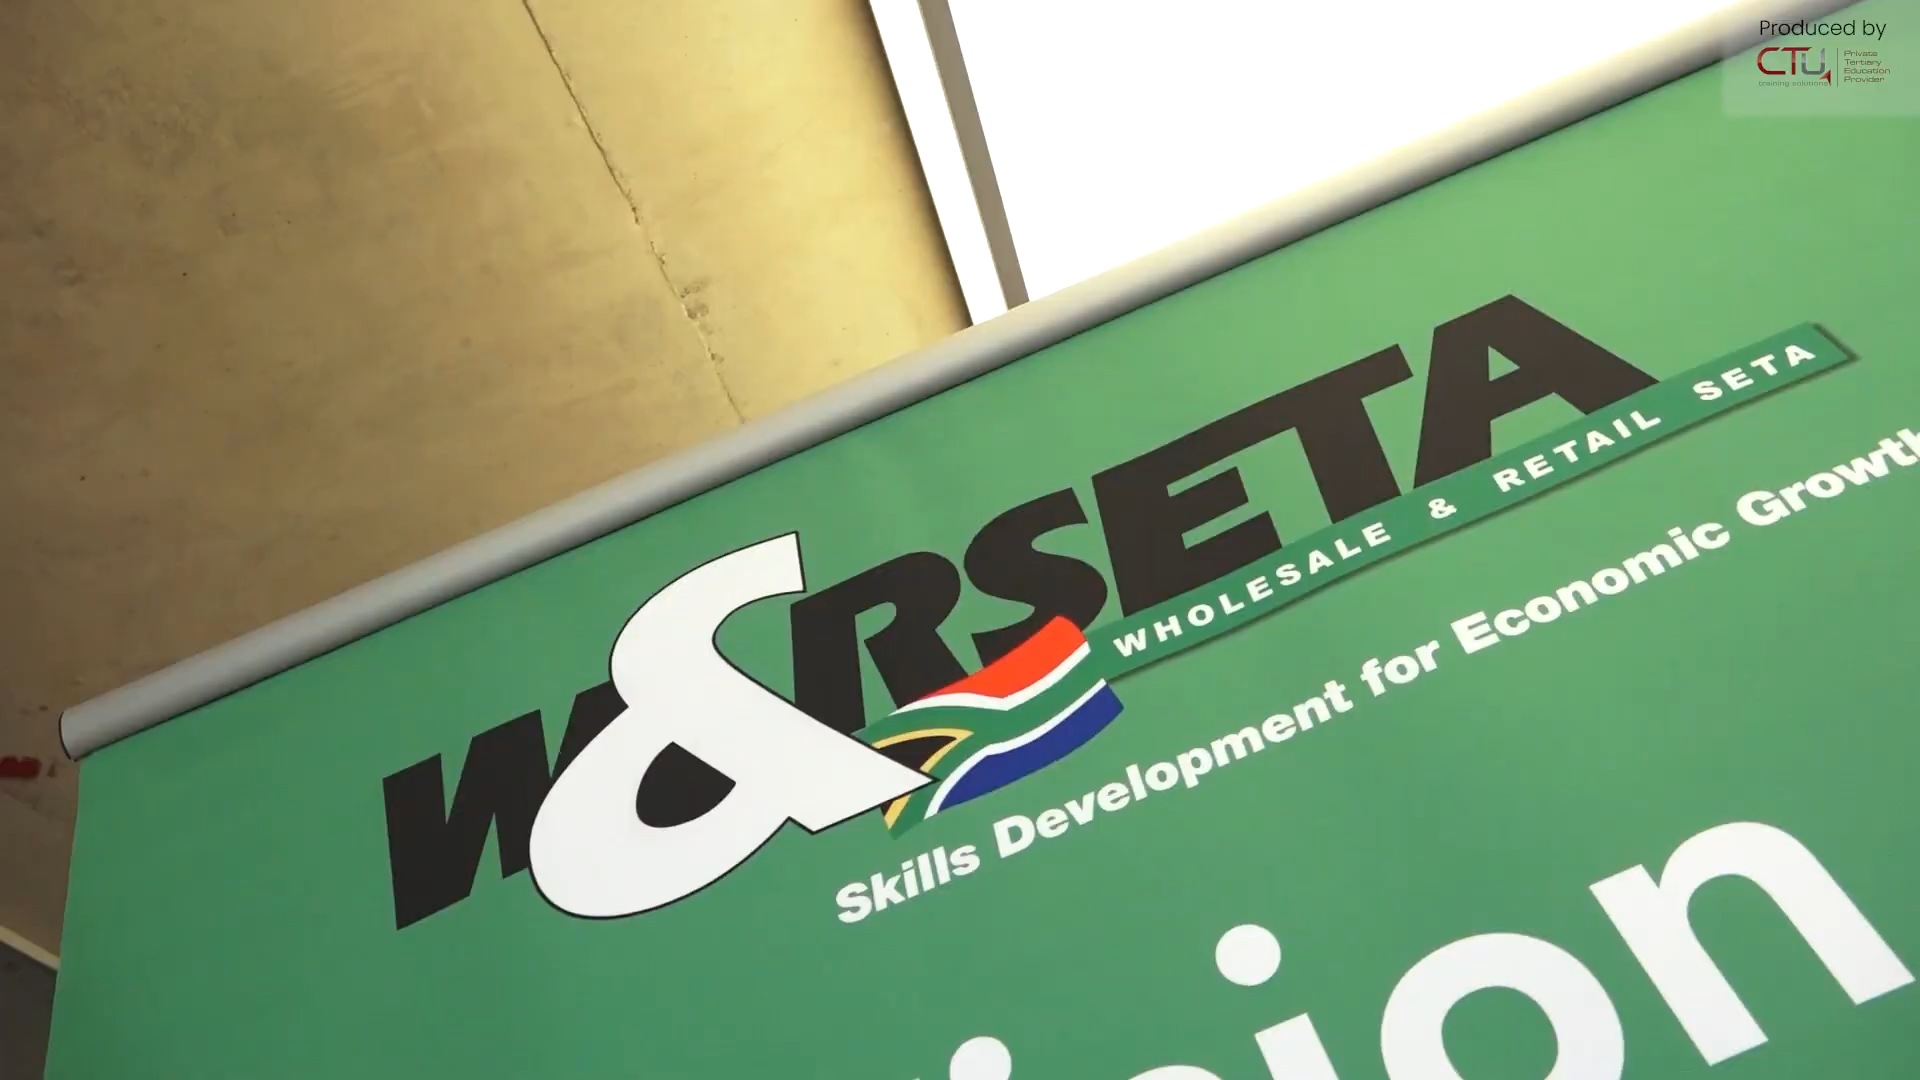 Produced by
CTU
training solutions
Private
Tertiary
Education
Provider
W&RSETA
WHOLESALE & RETAIL SETA
Skills Development for Economic Growth